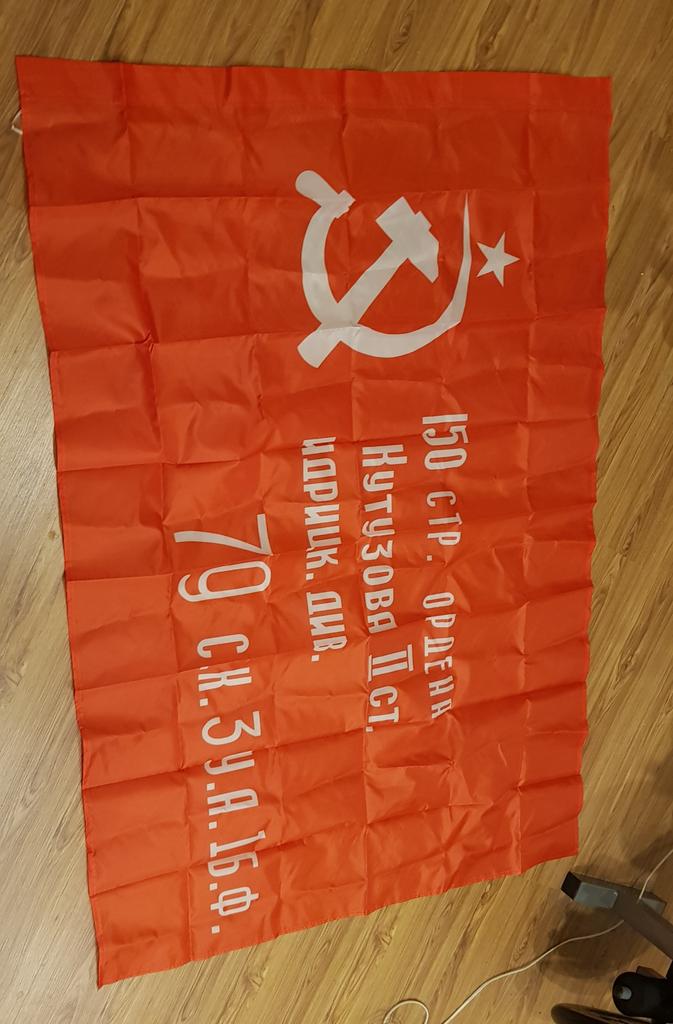 150 стр. ордена
Кутузова II ст.
идрицк. див.
79 с.к. 3 у.А. 1 Б.Ф.